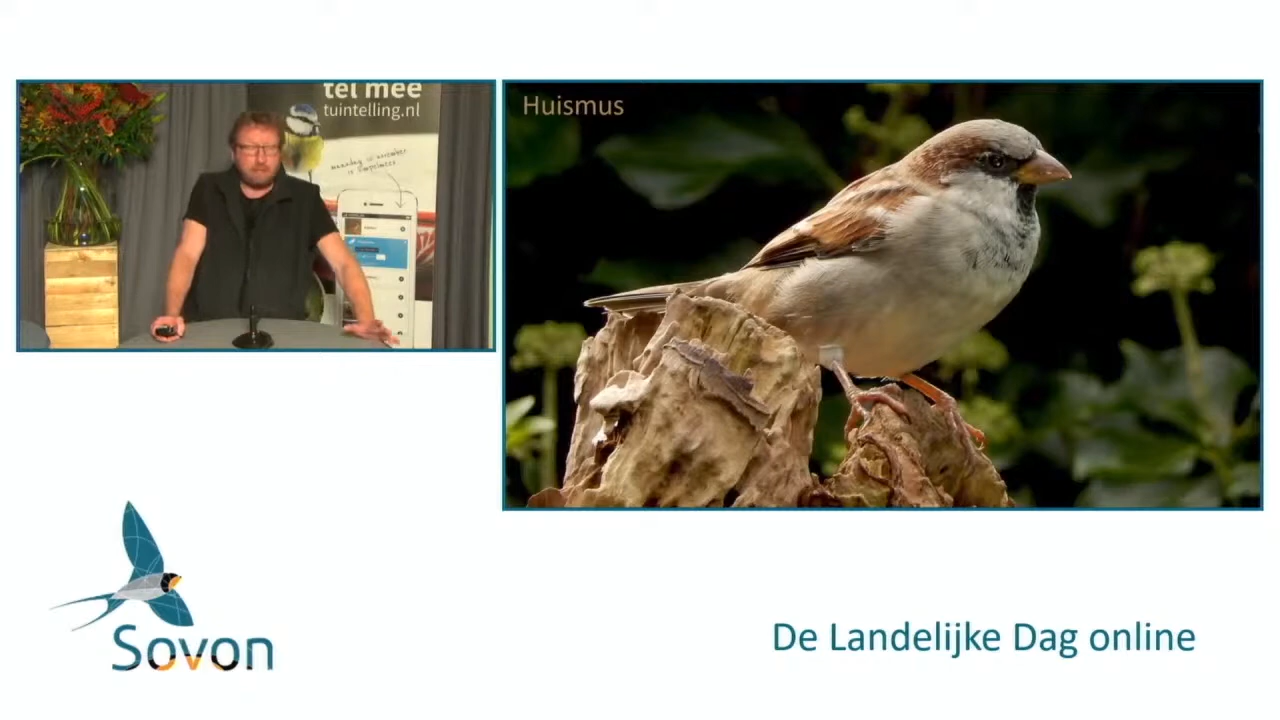 tel mee
tuintelling.nl
Huismus
Sovon
De Landelijke Dag online